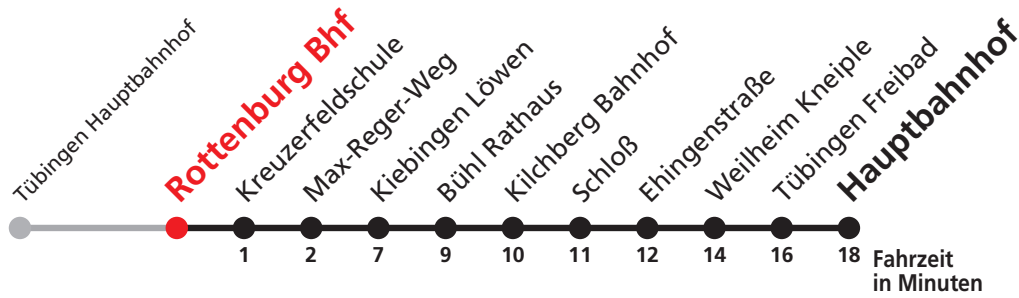 Tübingen Hauptbahnhof
Rottenburg Bhf
Kreuzerfeldschule
Max-Reger-Weg
Kiebingen Löwen
Bühl Rathaus
Kilchberg Bahnhof
Schloß
Ehingenstraße
Weilheim Kneiple
Tübingen Freibad
Hauptbahnhof
1 2 7 9 10 11 12 14 16 18
Fahrzeit
in Minuten